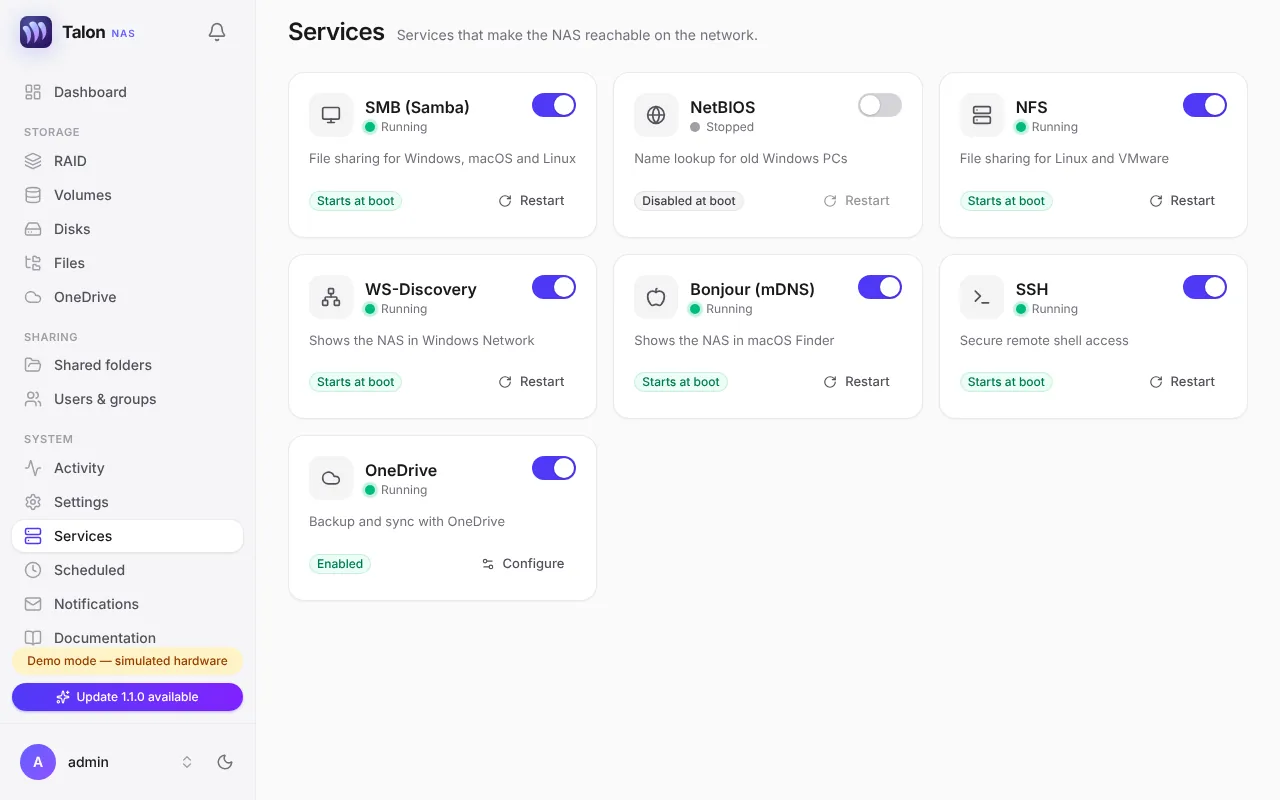 Talon NAS
Dashboard
STORAGE
RAID
Volumes
Disks
Files
OneDrive
SHARING
Shared folders
Users & groups
SYSTEM
Activity
Settings
Services
Scheduled
Notifications
Documentation
Demo mode — simulated hardware
Update 1.1.0 available
A admin
Services Services that make the NAS reachable on the network.
SMB (Samba)
Running
File sharing for Windows, macOS and Linux
Starts at boot Restart
NetBIOS
Stopped
Name lookup for old Windows PCs
Disabled at boot Restart
NFS
Running
File sharing for Linux and VMware
Starts at boot Restart
WS-Discovery
Running
Shows the NAS in Windows Network
Starts at boot Restart
Bonjour (mDNS)
Running
Shows the NAS in macOS Finder
Starts at boot Restart
SSH
Running
Secure remote shell access
Starts at boot Restart
OneDrive
Running
Backup and sync with OneDrive
Enabled Configure